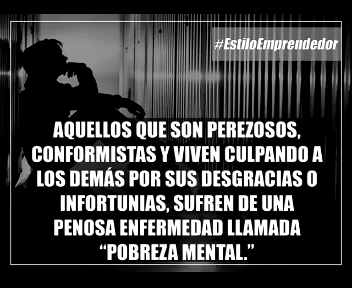 #EstiloEmprendedor
AQUELLOS QUE SON PEREZOSOS,
CONFORMISTAS Y VIVEN CULPANDO A
LOS DEMÁS POR SUS DESGRACIAS O
INFORTUNIAS, SUFREN DE UNA
PENOSA ENFERMEDAD LLAMADA
“POBREZA MENTAL.”